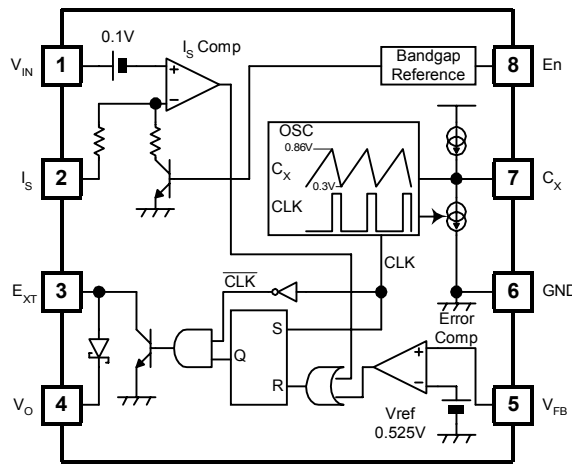 0.1V
I_S Comp
V_IN
1
Bandgap
Reference
8
En
OSC
0.86V
C_X
0.3V
CLK
I_S
2
7
C_X
CLK
E_XT
3
CLK
6
GND
Error
Comp
S
Q
R
V_O
4
Vref
0.525V
5
V_FB
+
−
+
−